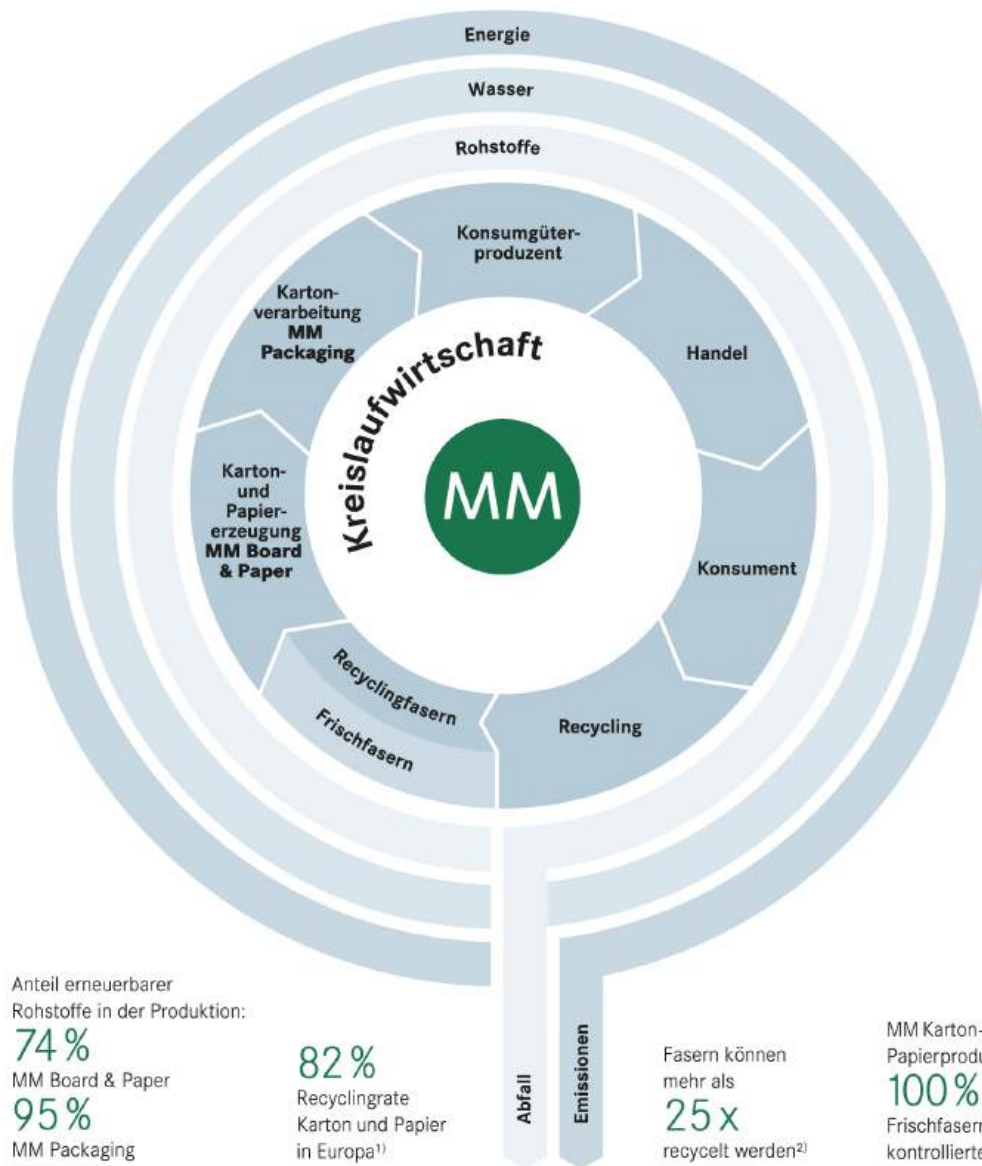 Energie
Wasser
Rohstoffe
Konsumgüter-
produzent
Karton-
verarbeitung
MM
Packaging
Handel
Kreislaufwirtschaft
MM
Karton-
und
Papier-
erzeugung
MM Board
& Paper
Konsument
Recyclingfasern
Frischfasern
Recycling
Abfall
Emissionen
Anteil erneuerbarer
Rohstoffe in der Produktion:
74 %
MM Board & Paper
95 %
MM Packaging
82 %
Recyclingrate
Karton und Papier
in Europa¹⁾
Fasern können
mehr als
25 x
recycelt werden²⁾
MM Karton-
100 %